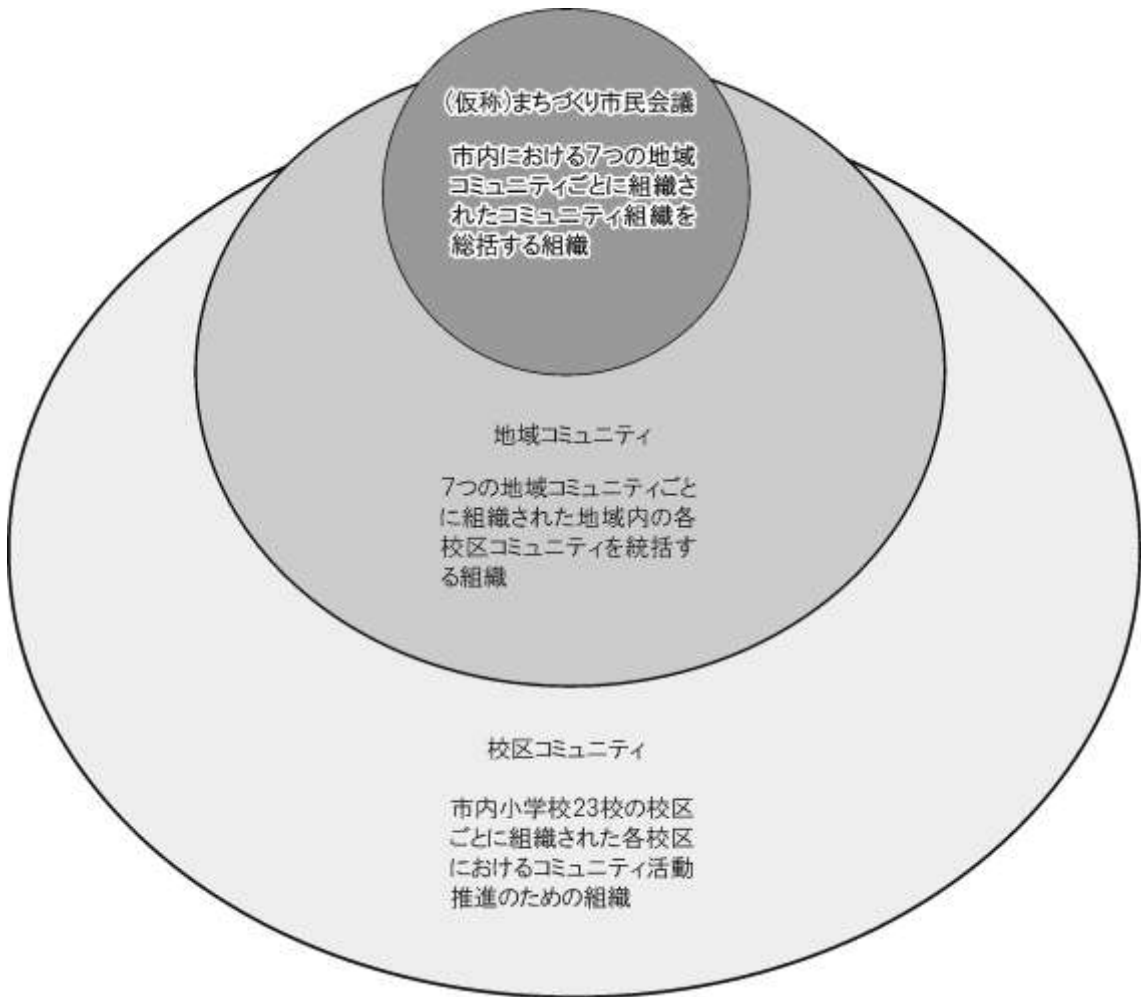 (仮称)まちづくり市民会議
市内における7つの地域
コミュニティごとに組織さ
れたコミュニティ組織を
総括する組織
地域コミュニティ
7つの地域コミュニティごと
に組織された地域内の各
校区コミュニティを統括す
る組織
校区コミュニティ
市内小学校23校の校区
ごとに組織された各校区
におけるコミュニティ活動
推進のための組織